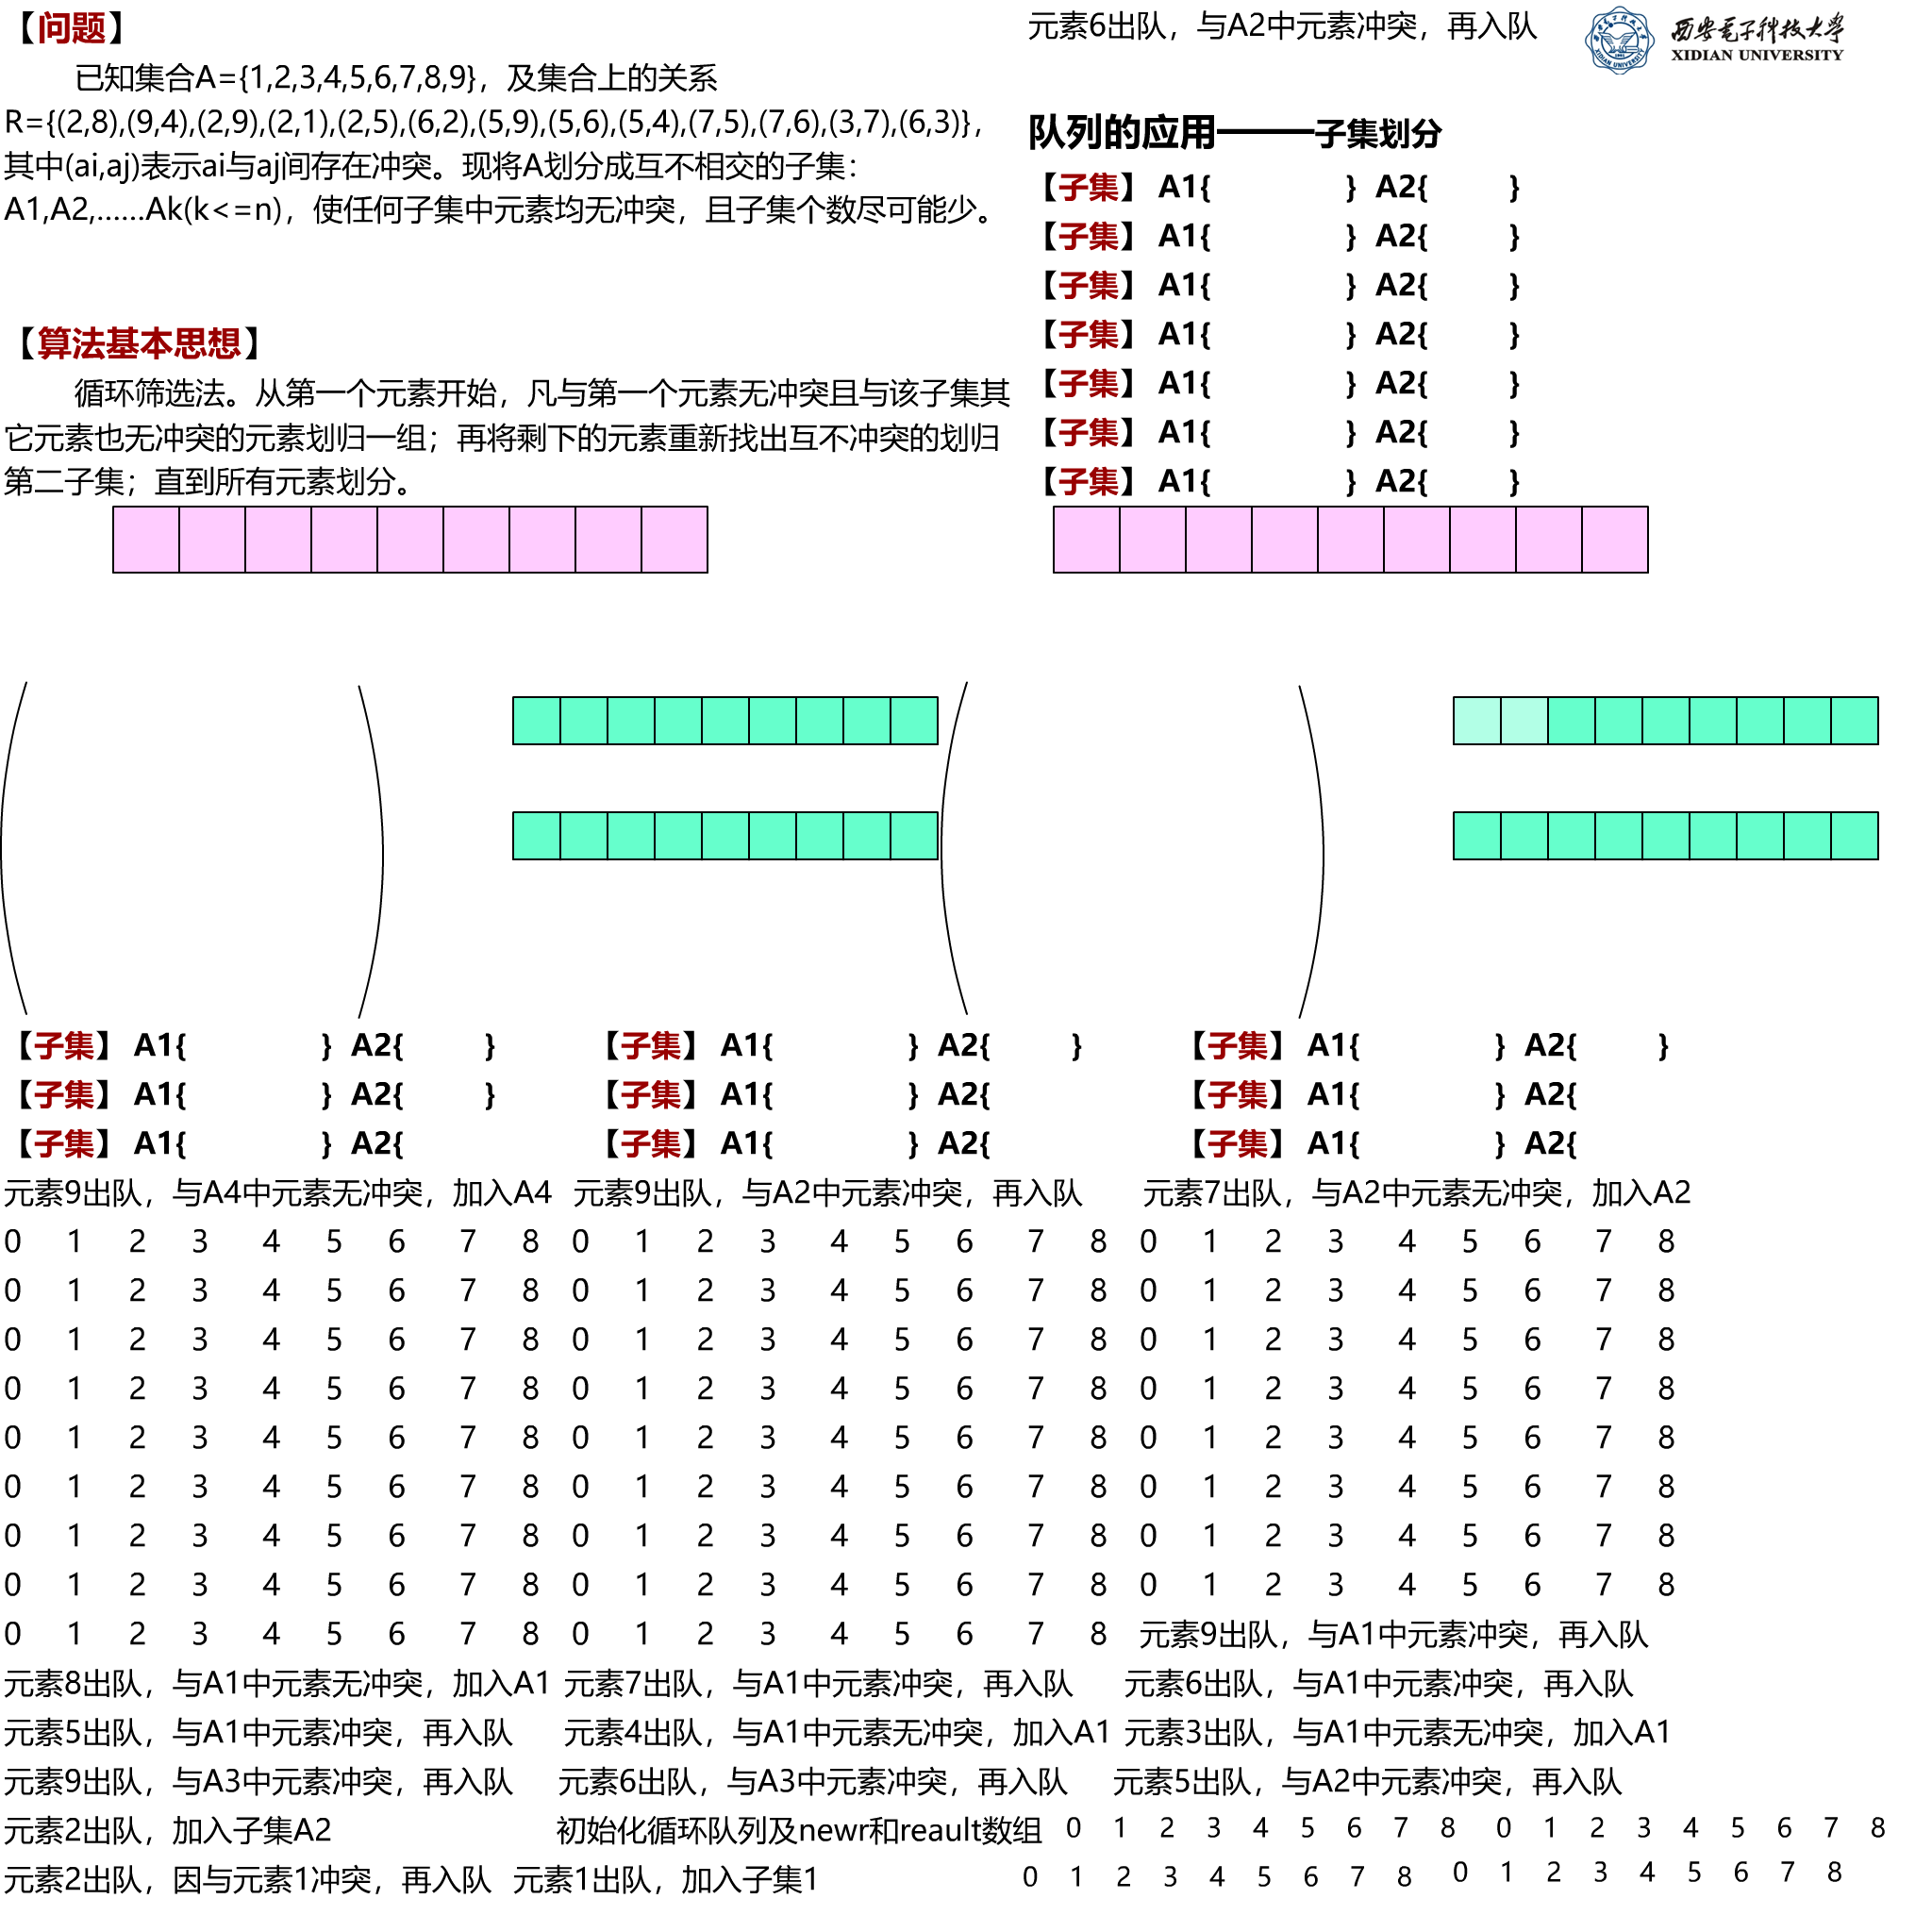 【问题】
已知集合A={1,2,3,4,5,6,7,8,9}，及集合上的关系
R={(2,8),(9,4),(2,9),(2,1),(2,5),(6,2),(5,9),(5,6),(5,4),(7,5),(7,6),(3,7),(6,3)},
其中(ai,aj)表示ai与aj间存在冲突。现将A划分成互不相交的子集：
A1,A2,……Ak(k<=n)，使任何子集中元素均无冲突，且子集个数尽可能少。
【算法基本思想】
循环筛选法。从第一个元素开始，凡与第一个元素无冲突且与该子集其
它元素也无冲突的元素划归一组；再将剩下的元素重新找出互不冲突的划归
第二子集；直到所有元素划分。
元素6出队，与A2中元素冲突，再入队
西安电子科技大学
XIDIAN UNIVERSITY
队列的应用——子集划分
【子集】 A1{ } A2{ }
【子集】 A1{ } A2{ }
【子集】 A1{ } A2{ }
【子集】 A1{ } A2{ }
【子集】 A1{ } A2{ }
【子集】 A1{ } A2{ }
【子集】 A1{ } A2{ }
【子集】 A1{ } A2{ } 【子集】 A1{ } A2{ } 【子集】 A1{ } A2{ }
【子集】 A1{ } A2{ } 【子集】 A1{ } A2{ 【子集】 A1{ } A2{
【子集】 A1{ } A2{ 【子集】 A1{ } A2{ 【子集】 A1{ } A2{
元素9出队，与A4中元素无冲突，加入A4 元素9出队，与A2中元素冲突，再入队 元素7出队，与A2中元素无冲突，加入A2
0 1 2 3 4 5 6 7 8 0 1 2 3 4 5 6 7 8 0 1 2 3 4 5 6 7 8
0 1 2 3 4 5 6 7 8 0 1 2 3 4 5 6 7 8 0 1 2 3 4 5 6 7 8
0 1 2 3 4 5 6 7 8 0 1 2 3 4 5 6 7 8 0 1 2 3 4 5 6 7 8
0 1 2 3 4 5 6 7 8 0 1 2 3 4 5 6 7 8 0 1 2 3 4 5 6 7 8
0 1 2 3 4 5 6 7 8 0 1 2 3 4 5 6 7 8 0 1 2 3 4 5 6 7 8
0 1 2 3 4 5 6 7 8 0 1 2 3 4 5 6 7 8 0 1 2 3 4 5 6 7 8
0 1 2 3 4 5 6 7 8 0 1 2 3 4 5 6 7 8 0 1 2 3 4 5 6 7 8
0 1 2 3 4 5 6 7 8 0 1 2 3 4 5 6 7 8 0 1 2 3 4 5 6 7 8
0 1 2 3 4 5 6 7 8 0 1 2 3 4 5 6 7 8 元素9出队，与A1中元素冲突，再入队
元素8出队，与A1中元素无冲突，加入A1 元素7出队，与A1中元素冲突，再入队 元素6出队，与A1中元素冲突，再入队
元素5出队，与A1中元素冲突，再入队 元素4出队，与A1中元素无冲突，加入A1 元素3出队，与A1中元素无冲突，加入A1
元素9出队，与A3中元素冲突，再入队 元素6出队，与A3中元素冲突，再入队 元素5出队，与A2中元素冲突，再入队
元素2出队，加入子集A2 初始化循环队列及newr和reault数组 0 1 2 3 4 5 6 7 8 0 1 2 3 4 5 6 7 8
元素2出队，因与元素1冲突，再入队 元素1出队，加入子集1 0 1 2 3 4 5 6 7 8 0 1 2 3 4 5 6 7 8